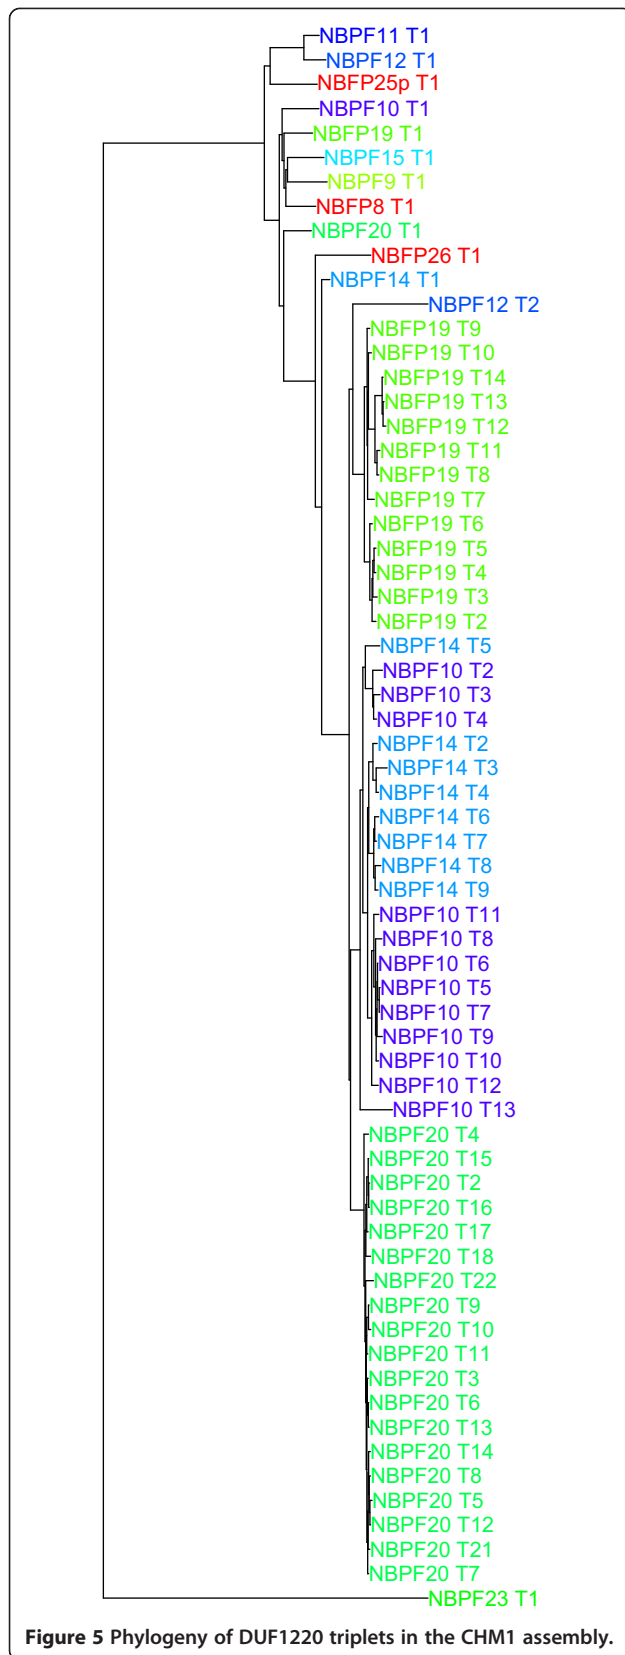 NBPF11 T1
NBPF12 T1
NBFP25p T1
NBPF10 T1
NBFP19 T1
NBPF15 T1
NBPF9 T1
NBFP8 T1
NBPF20 T1
NBFP26 T1
NBPF14 T1
NBPF12 T2
NBFP19 T9
NBFP19 T10
NBFP19 T14
NBFP19 T13
NBFP19 T12
NBFP19 T11
NBFP19 T8
NBFP19 T7
NBFP19 T6
NBFP19 T5
NBFP19 T4
NBFP19 T3
NBFP19 T2
NBPF14 T5
NBPF10 T2
NBPF10 T3
NBPF10 T4
NBPF14 T2
NBPF14 T3
NBPF14 T4
NBPF14 T6
NBPF14 T7
NBPF14 T8
NBPF14 T9
NBPF10 T11
NBPF10 T8
NBPF10 T6
NBPF10 T5
NBPF10 T7
NBPF10 T9
NBPF10 T10
NBPF10 T12
NBPF10 T13
NBPF20 T4
NBPF20 T15
NBPF20 T2
NBPF20 T16
NBPF20 T17
NBPF20 T18
NBPF20 T22
NBPF20 T9
NBPF20 T10
NBPF20 T11
NBPF20 T3
NBPF20 T6
NBPF20 T13
NBPF20 T14
NBPF20 T8
NBPF20 T5
NBPF20 T12
NBPF20 T21
NBPF20 T7
NBPF23 T1
Figure 5 Phylogeny of DUF1220 triplets in the CHM1 assembly.